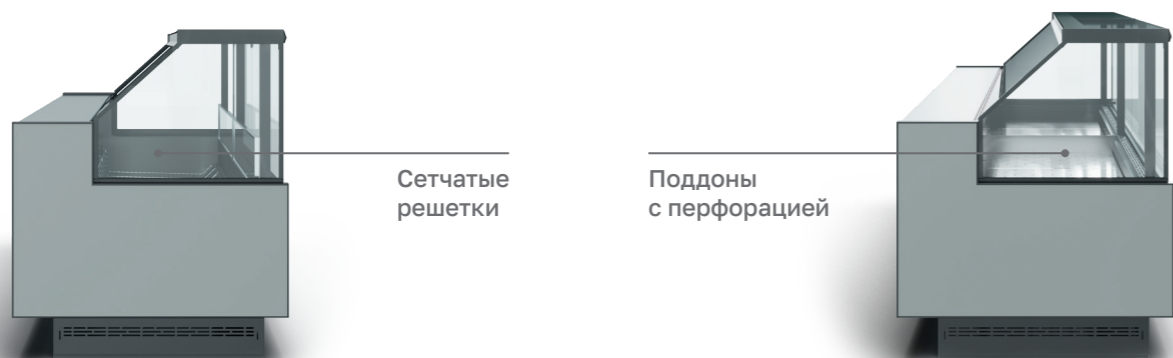 Сетчатые
решетки
Поддоны
с перфорацией